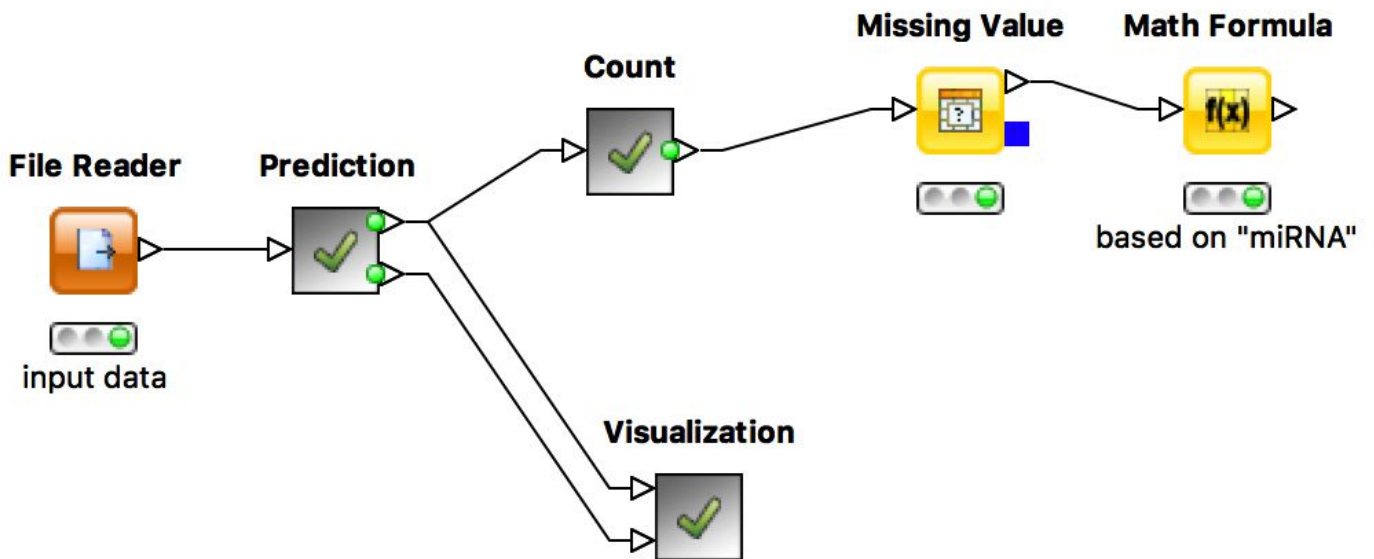 Missing Value
Math Formula
Count
File Reader
Prediction
?
f(x)
based on "miRNA"
input data
Visualization